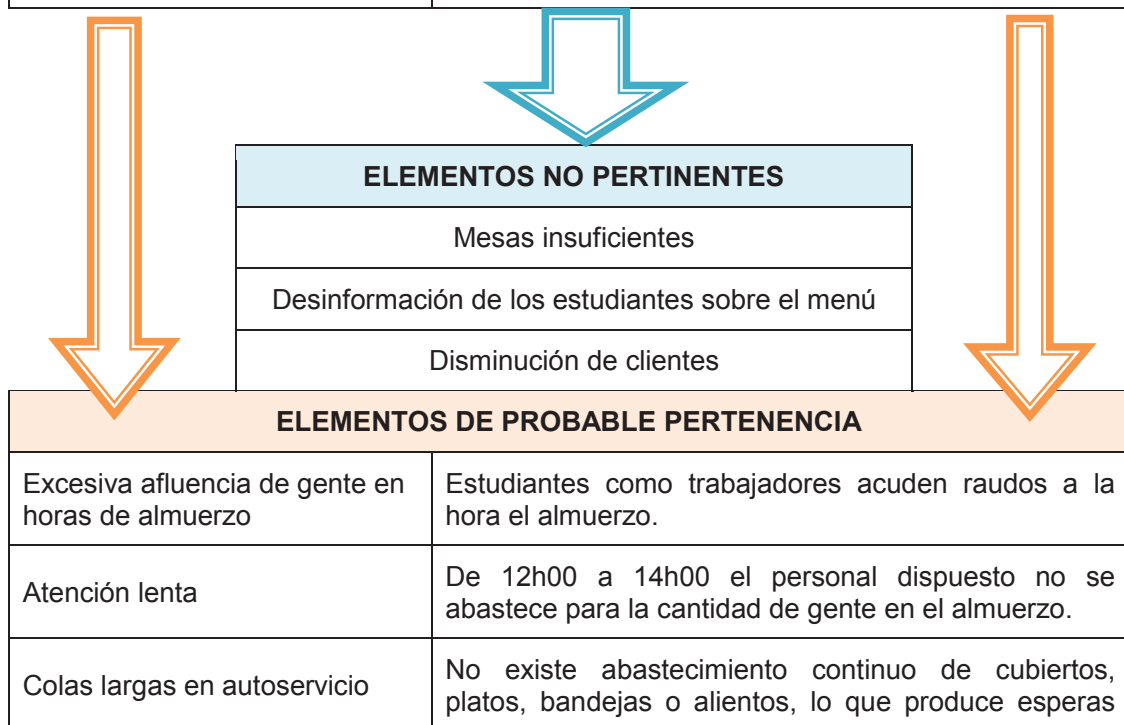 ELEMENTOS NO PERTINENTES
Mesas insuficientes
Desinformación de los estudiantes sobre el menú
Disminución de clientes
ELEMENTOS DE PROBABLE PERTENENCIA
Excesiva afluencia de gente en
horas de almuerzo
Estudiantes como trabajadores acuden raudos a la
hora el almuerzo.
Atención lenta
De 12h00 a 14h00 el personal dispuesto no se
abastece para la cantidad de gente en el almuerzo.
Colas largas en autoservicio
No existe abastecimiento continuo de cubiertos,
platos, bandejas o alientos, lo que produce esperas